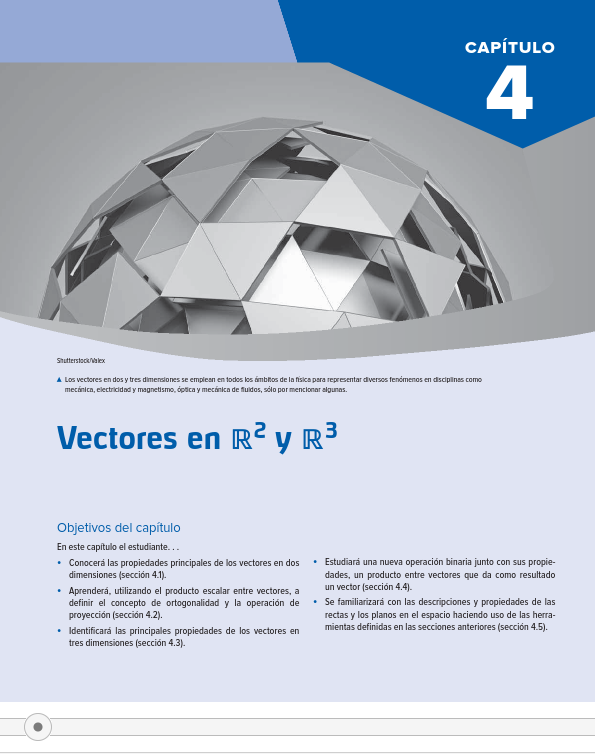 CAPÍTULO
4
Shutterstock/Valex
▲ Los vectores en dos y tres dimensiones se emplean en todos los ámbitos de la física para representar diversos fenómenos en disciplinas como
mecánica, electricidad y magnetismo, óptica y mecánica de fluidos, sólo por mencionar algunas.
Vectores en ℝ² y ℝ³
Objetivos del capítulo
En este capítulo el estudiante. . .
• Conocerá las propiedades principales de los vectores en dos
dimensiones (sección 4.1).
• Aprenderá, utilizando el producto escalar entre vectores, a
definir el concepto de ortogonalidad y la operación de
proyección (sección 4.2).
• Identificará las principales propiedades de los vectores en
tres dimensiones (sección 4.3).
• Estudiará una nueva operación binaria junto con sus propie-
dades, un producto entre vectores que da como resultado
un vector (sección 4.4).
• Se familiarizará con las descripciones y propiedades de las
rectas y los planos en el espacio haciendo uso de las herra-
mientas definidas en las secciones anteriores (sección 4.5).